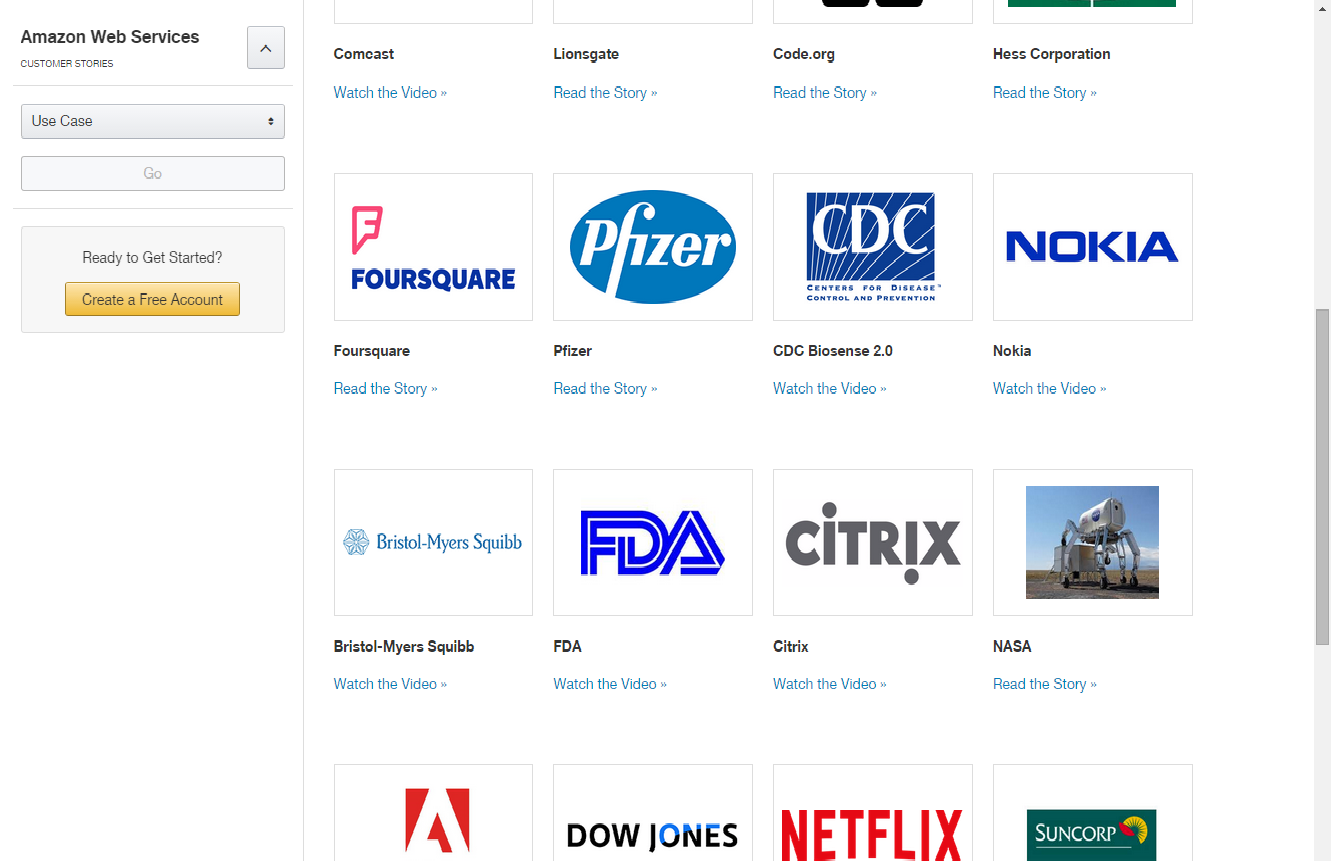 Amazon Web Services
CUSTOMER STORIES
Use Case
Go
Ready to Get Started?
Create a Free Account
Comcast
Lionsgate
Code.org
Hess Corporation
Watch the Video »
Read the Story »
Read the Story »
Read the Story »
FOURSQUARE
Pfizer
CDC
CENTERS FOR DISEASE
CONTROL AND PREVENTION
NOKIA
Foursquare
Pfizer
CDC Biosense 2.0
Nokia
Read the Story »
Read the Story »
Watch the Video »
Watch the Video »
Bristol-Myers Squibb
FDA
CİTRIX
Bristol-Myers Squibb
FDA
Citrix
NASA
Watch the Video »
Watch the Video »
Watch the Video »
Read the Story »
DOW JONES
NETFLIX
SUNCORP